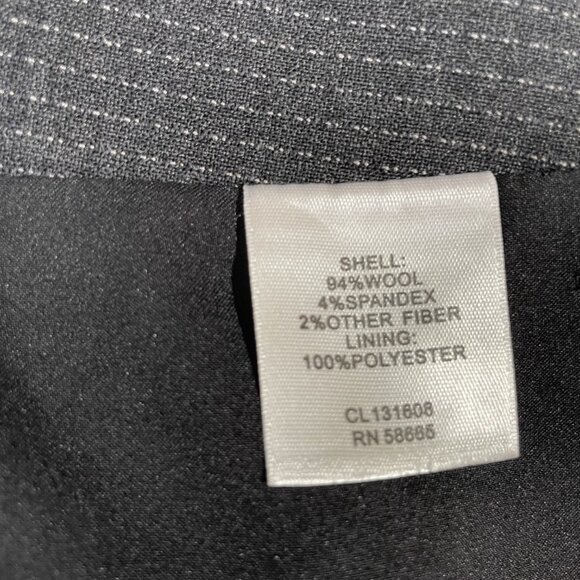 SHELL:
94%WOOL
4%SPANDEX
2%OTHER FIBER
LINING:
100%POLYESTER
CL131608
RN 58665